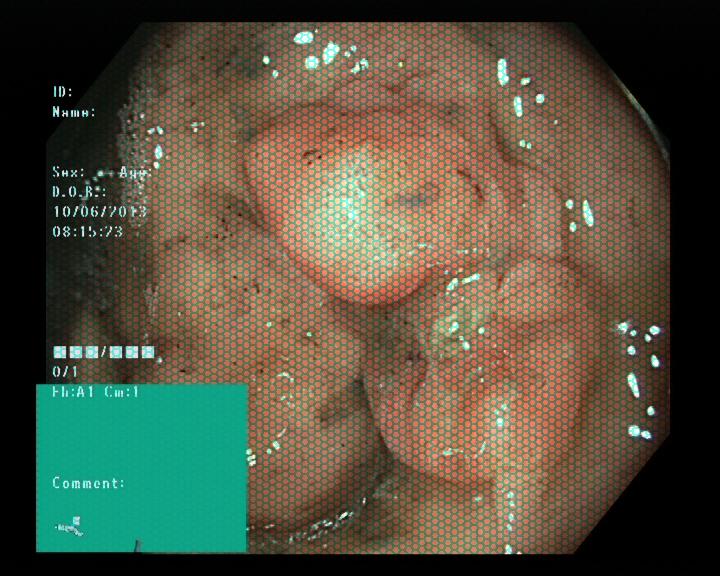 ID:
Name:
Sex: Age:
D.O.B.:
10/06/2013
08:15:23
■■■/■■■
0/1
Eh:A1 Cm:1
Comment: